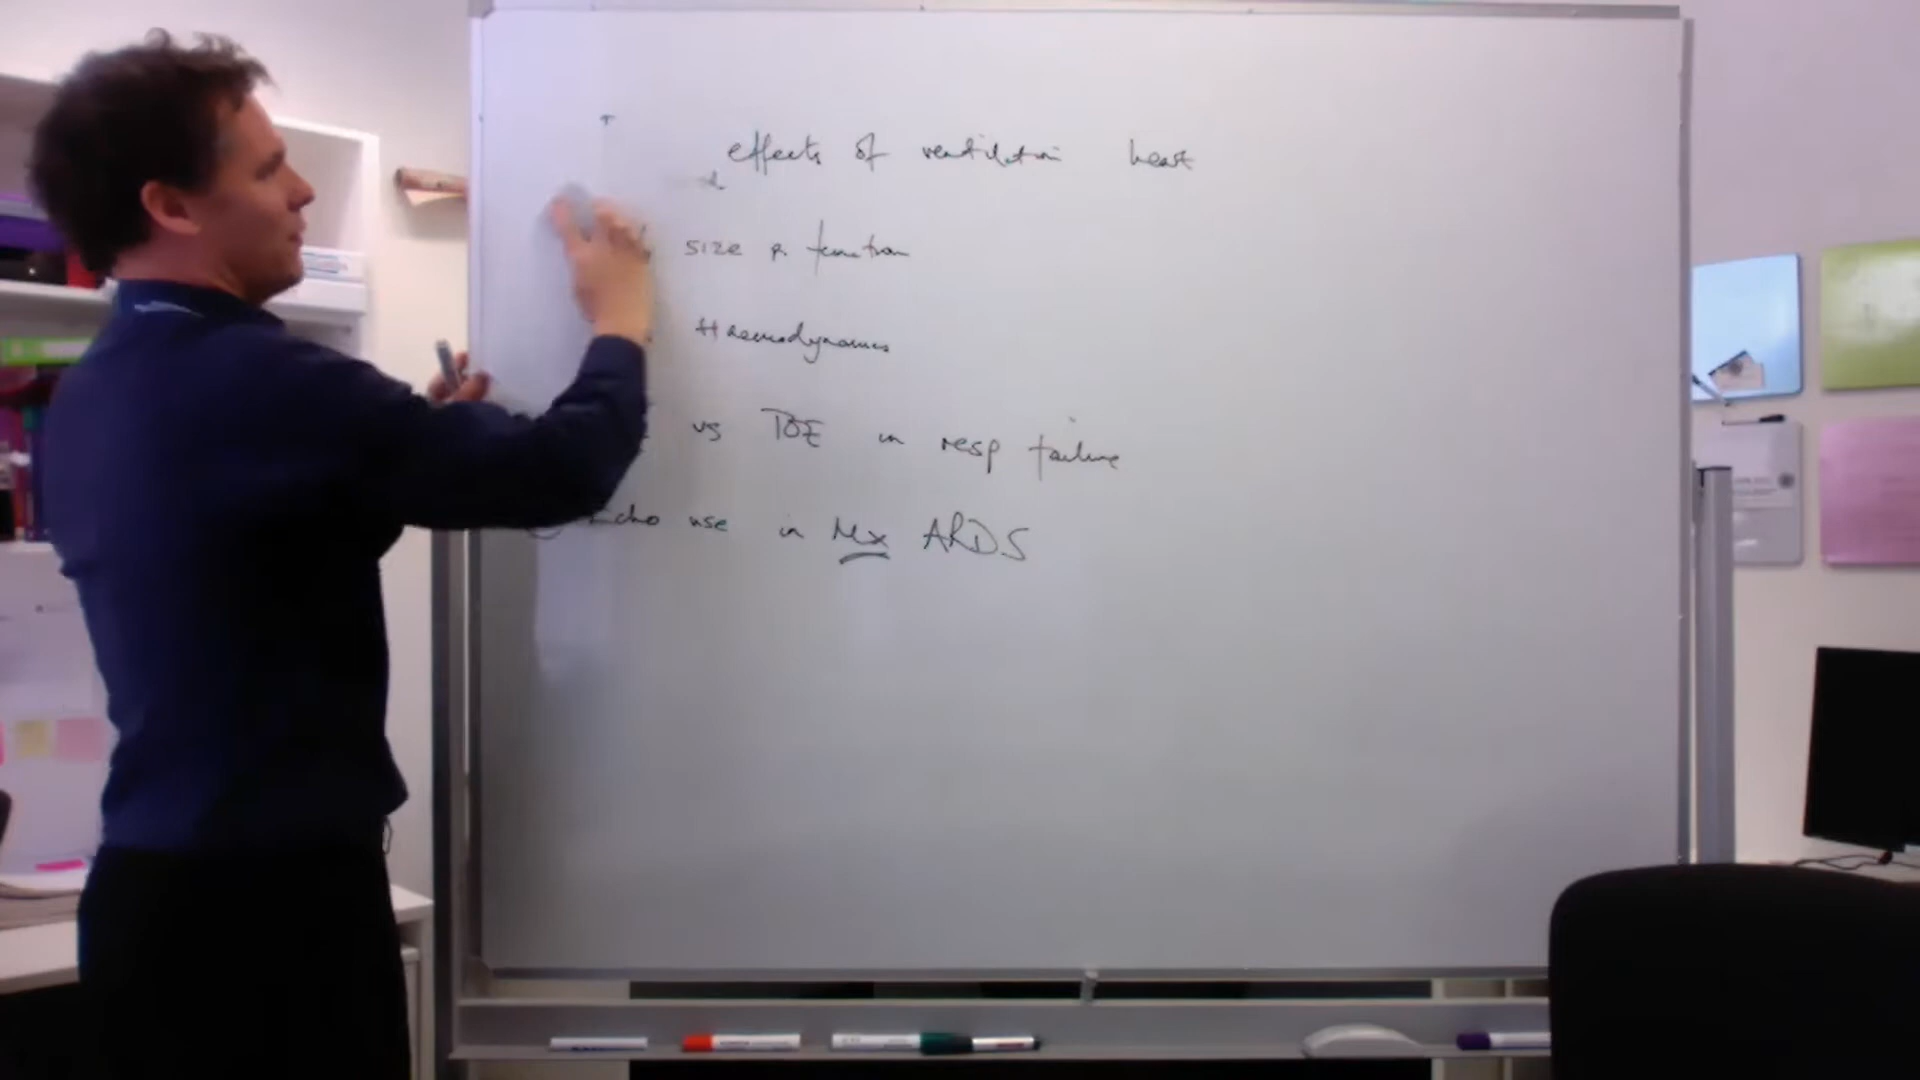 effects of ventilation heart
size & function
Haemodynamics
vs TOE in resp failure
Echo use in Mx ARDS